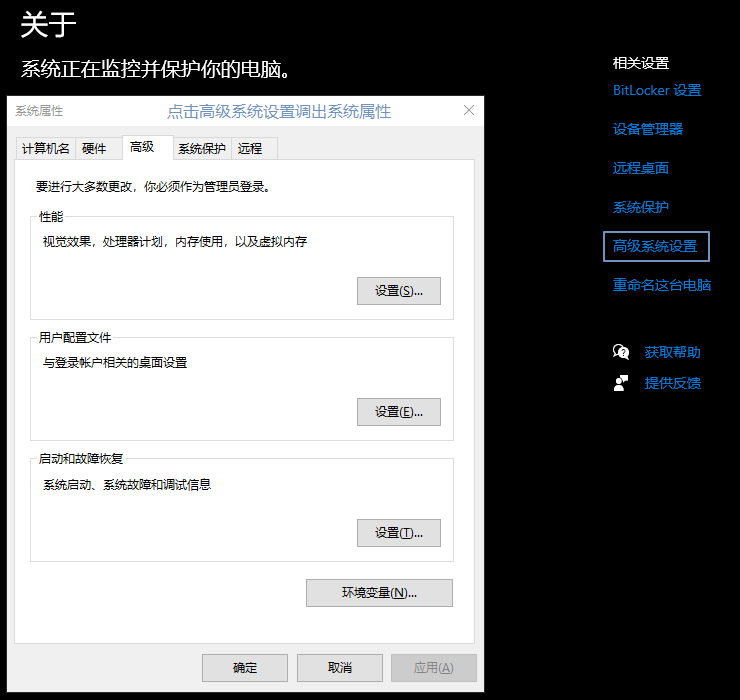 关于
系统正在监控并保护你的电脑。
系统属性
点击高级系统设置调出系统属性
计算机名 硬件 高级 系统保护 远程
要进行大多数更改，你必须作为管理员登录。
性能
视觉效果，处理器计划，内存使用，以及虚拟内存
设置(S)...
用户配置文件
与登录帐户相关的桌面设置
设置(E)...
启动和故障恢复
系统启动、系统故障和调试信息
设置(T)...
环境变量(N)...
确定 取消 应用(A)
相关设置
BitLocker 设置
设备管理器
远程桌面
系统保护
高级系统设置
重命名这台电脑
获取帮助
提供反馈